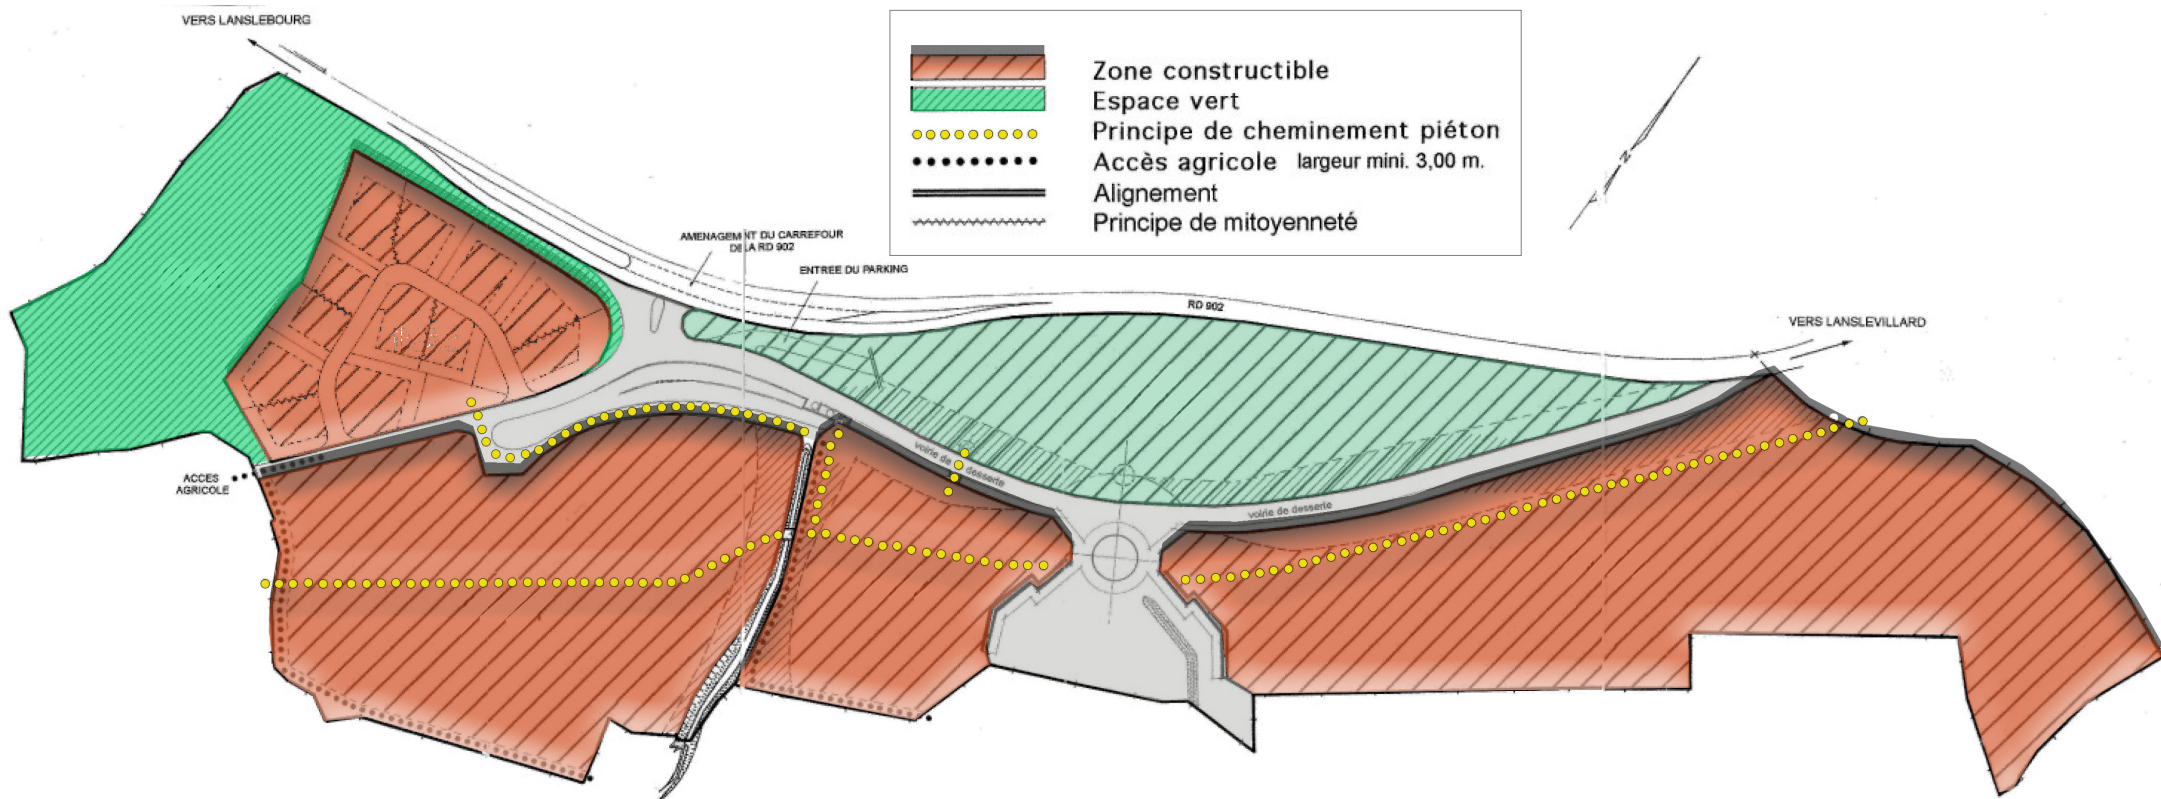 VERS LANSLEBOURG
Zone constructible
Espace vert
Principe de cheminement piéton
Accès agricole largeur mini. 3,00 m.
Alignement
Principe de mitoyenneté
N
AMENAGEMENT DU CARREFOUR
DE LA RD 902
ENTREE DU PARKING
RD 902
VERS LANSLEVILLARD
ACCES
AGRICOLE
voirie de desserte
voirie de desserte